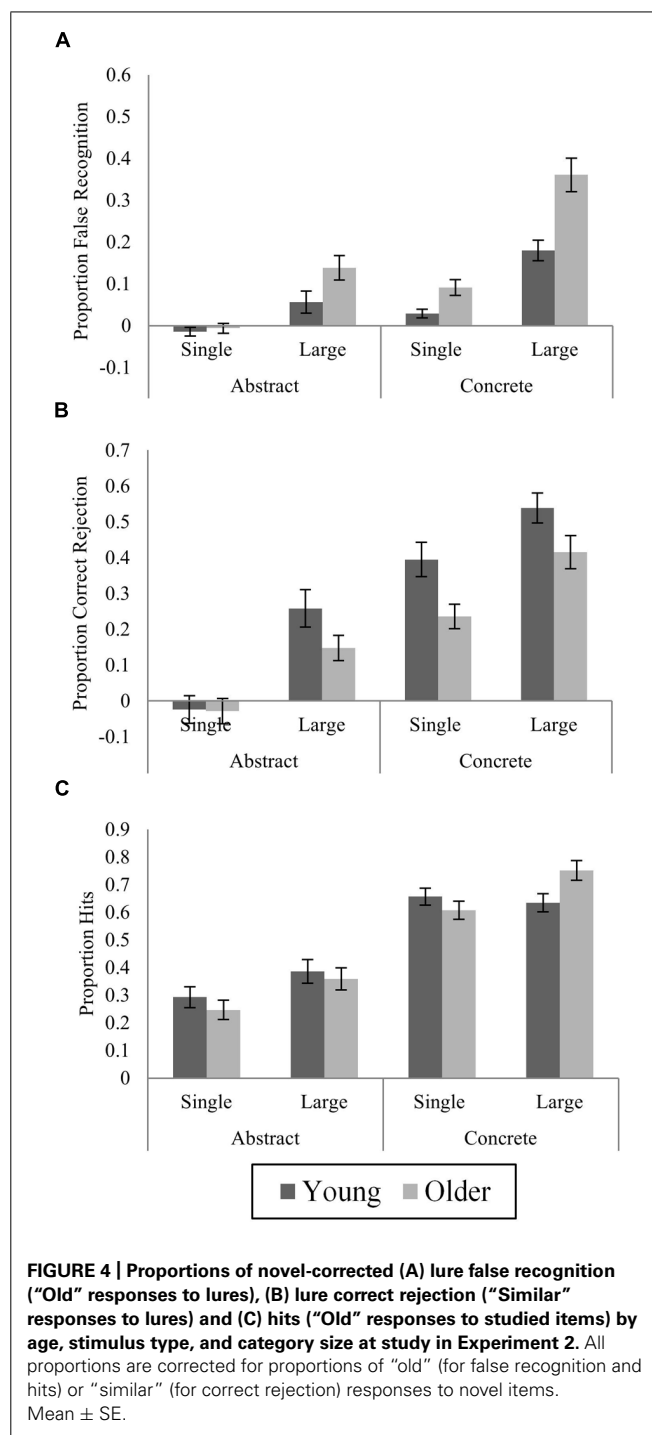 A
Proportion False Recognition
0.6
0.5
0.4
0.3
0.2
0.1
0
-0.1
Single Large Single Large
Abstract Concrete
B
Proportion Correct Rejection
0.7
0.6
0.5
0.4
0.3
0.2
0.1
0
-0.1
Single Large Single Large
Abstract Concrete
C
Proportion Hits
0.9
0.8
0.7
0.6
0.5
0.4
0.3
0.2
0.1
0
Single Large Single Large
Abstract Concrete
Young Older
FIGURE 4 | Proportions of novel-corrected (A) lure false recognition
(“Old” responses to lures), (B) lure correct rejection (“Similar”
responses to lures) and (C) hits (“Old” responses to studied items) by
age, stimulus type, and category size at study in Experiment 2. All
proportions are corrected for proportions of “old” (for false recognition and
hits) or “similar” (for correct rejection) responses to novel items.
Mean ± SE.